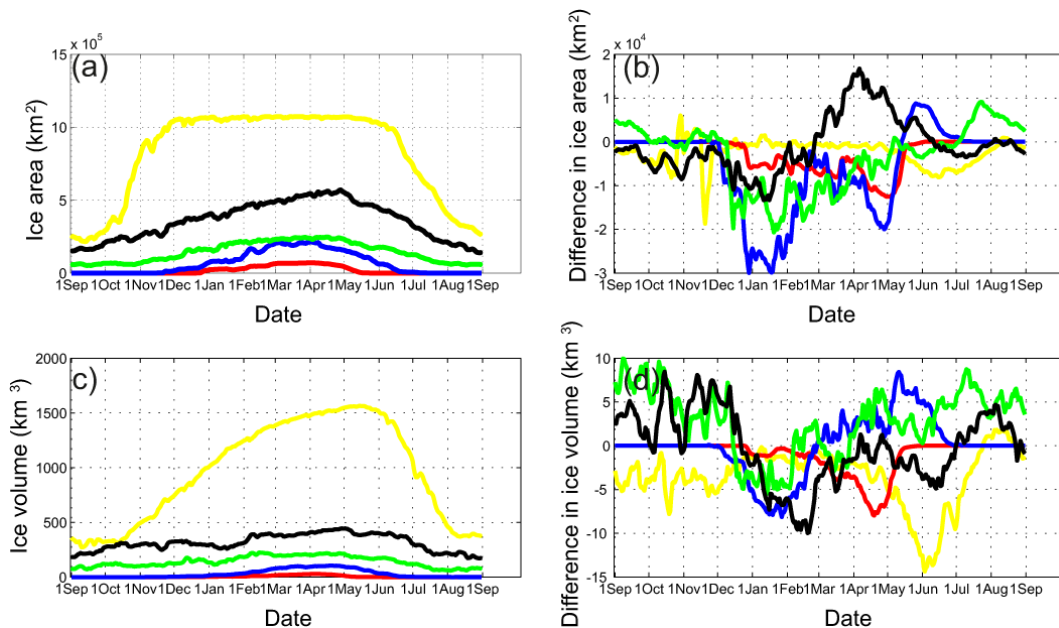 x 10⁵
15
(a)
10
5
0
Ice area (km²)
1Sep 1Oct 1Nov 1Dec 1Jan 1Feb 1Mar 1Apr 1May 1Jun 1Jul 1Aug 1Sep
Date
x 10⁴
2
(b)
1
0
-1
-2
-3
Difference in ice area (km²)
1Sep 1Oct 1Nov 1Dec 1Jan 1Feb 1Mar 1Apr 1May 1Jun 1Jul 1Aug 1Sep
Date
2000
c)
1500
1000
500
0
Ice volume (km ³)
1Sep 1Oct 1Nov 1Dec 1Jan 1Feb 1Mar 1Apr 1May 1Jun 1Jul 1Aug 1Sep
Date
10
(d)
5
0
-5
-10
-15
Difference in ice volume (km ³)
1Sep 1Oct 1Nov 1Dec 1Jan 1Feb 1Mar 1Apr 1May 1Jun 1Jul 1Aug 1Sep
Date